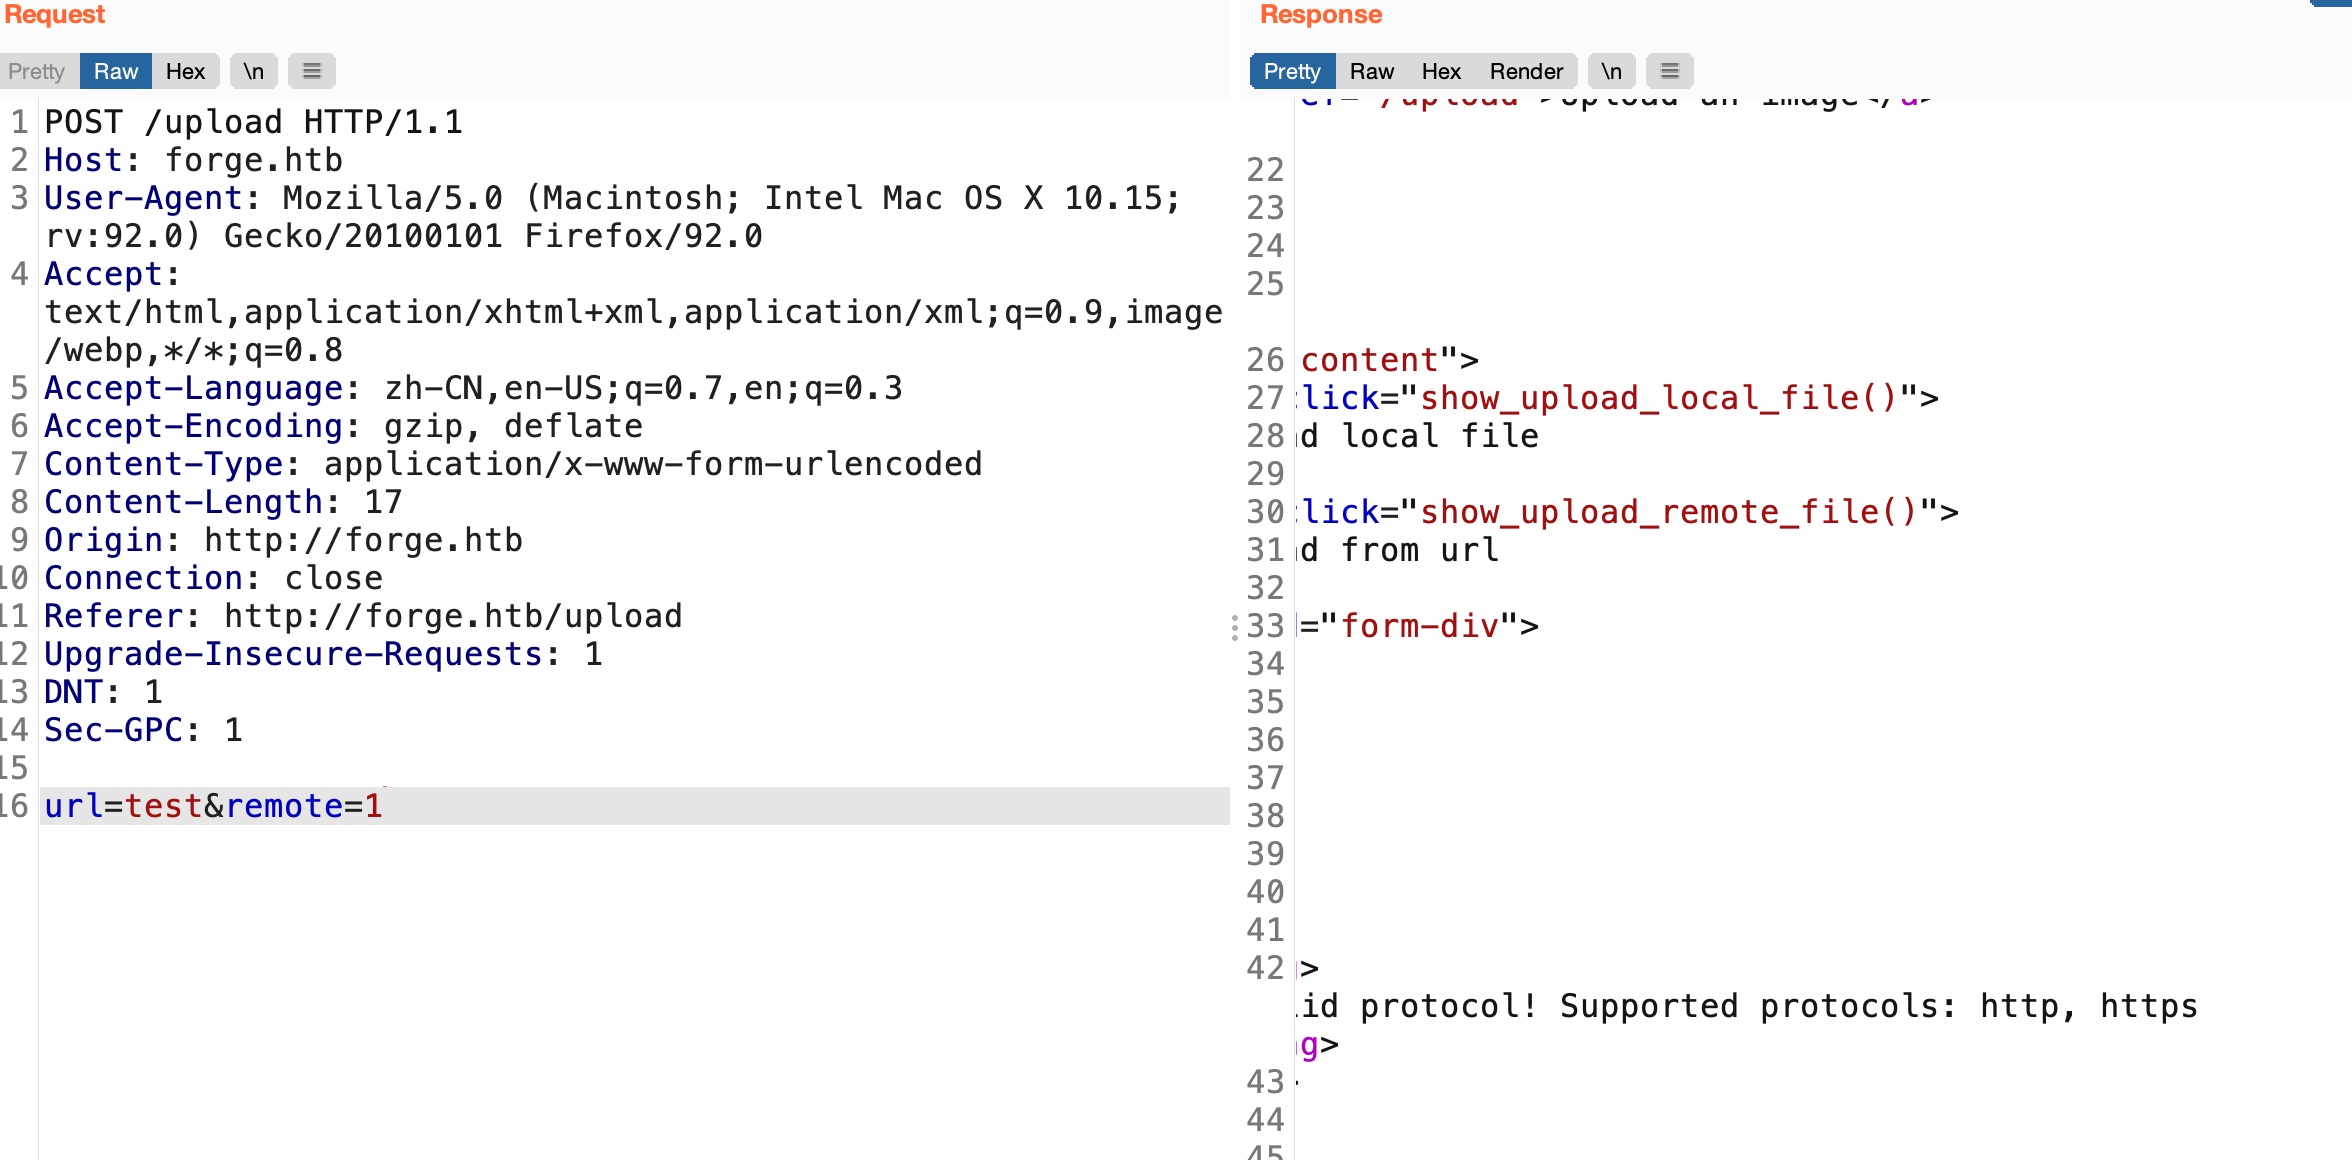 Request
Pretty Raw Hex \n
1 POST /upload HTTP/1.1
2 Host: forge.htb
3 User-Agent: Mozilla/5.0 (Macintosh; Intel Mac OS X 10.15;
rv:92.0) Gecko/20100101 Firefox/92.0
4 Accept:
text/html,application/xhtml+xml,application/xml;q=0.9,image
/webp,*/*;q=0.8
5 Accept-Language: zh-CN,en-US;q=0.7,en;q=0.3
6 Accept-Encoding: gzip, deflate
7 Content-Type: application/x-www-form-urlencoded
8 Content-Length: 17
9 Origin: http://forge.htb
10 Connection: close
11 Referer: http://forge.htb/upload
12 Upgrade-Insecure-Requests: 1
13 DNT: 1
14 Sec-GPC: 1
15
16 url=test&remote=1
Response
Pretty Raw Hex Render \n
ef="/upload">Upload an image</a>
22
23
24
25
26 content">
27 lick="show_upload_local_file()">
28 d local file
29
30 lick="show_upload_remote_file()">
31 d from url
32
33 ="form-div">
34
35
36
37
38
39
40
41
42 >
id protocol! Supported protocols: http, https
g>
43
44
45